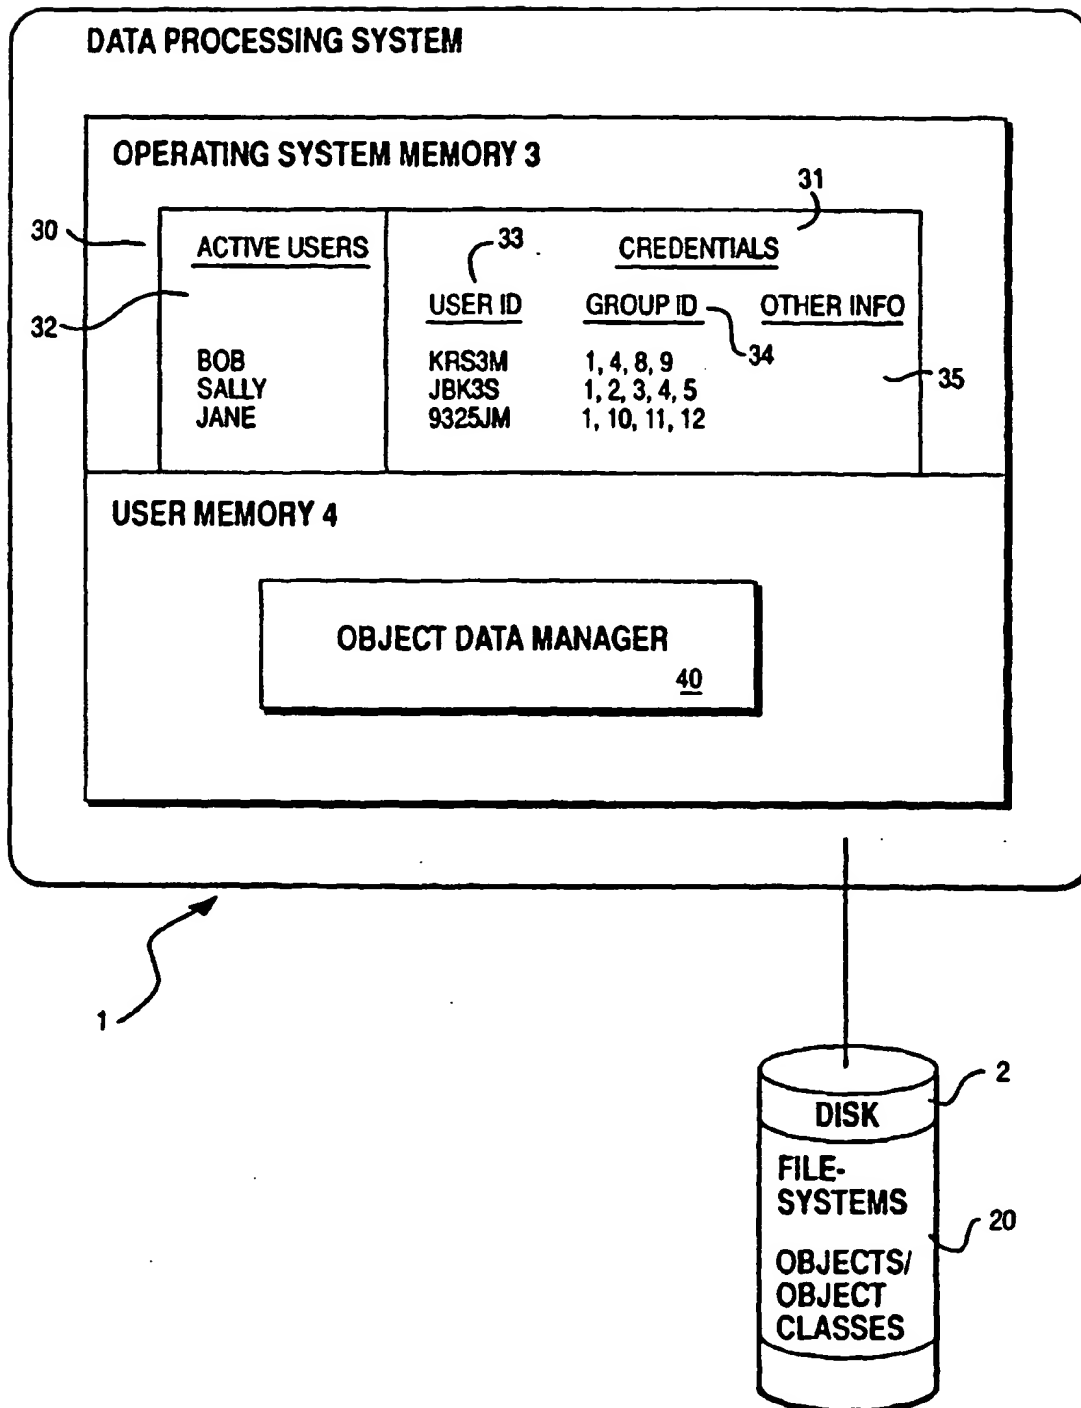 DATA PROCESSING SYSTEM
OPERATING SYSTEM MEMORY 3
31
30
ACTIVE USERS
33
CREDENTIALS
32
USER ID
GROUP ID
OTHER INFO
34
BOB KRS3M 1, 4, 8, 9
35
SALLY JBK3S 1, 2, 3, 4, 5
JANE 9325JM 1, 10, 11, 12
USER MEMORY 4
OBJECT DATA MANAGER
40
1
2
DISK
FILE-
SYSTEMS
20
OBJECTS/
OBJECT
CLASSES